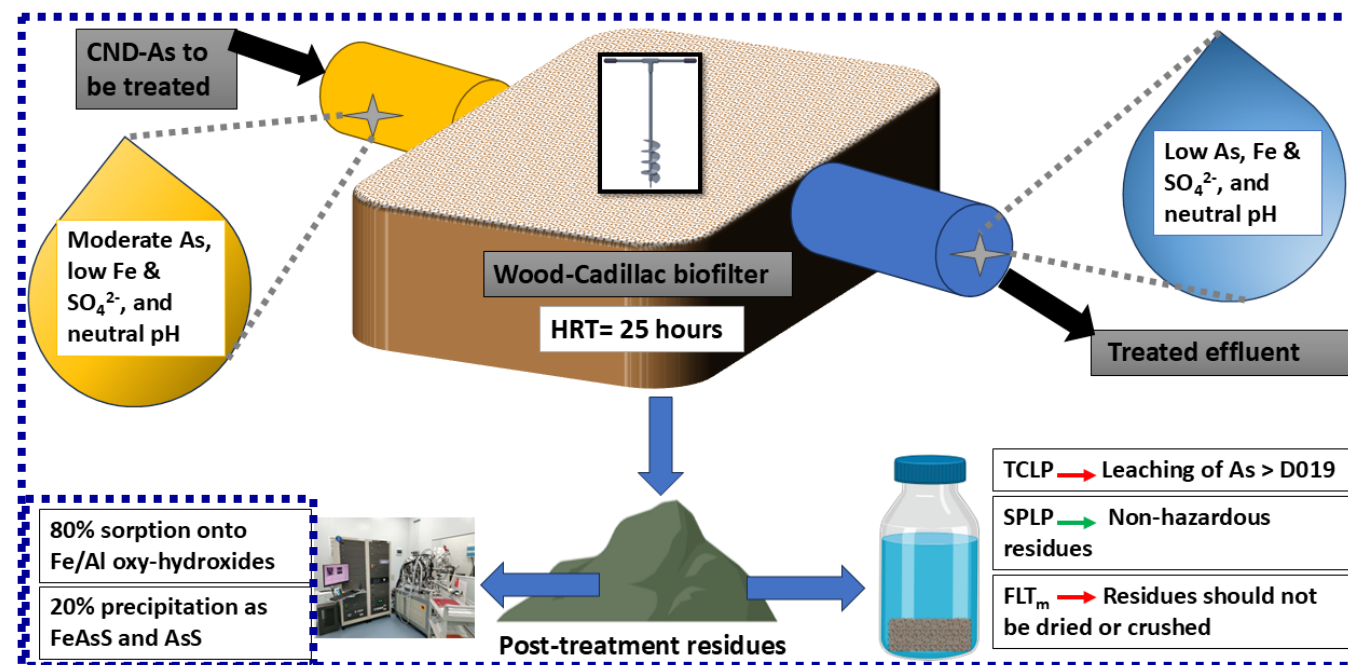 CND-As to
be treated
Moderate As,
low Fe &
SO₄²⁻, and
neutral pH
Wood-Cadillac biofilter
HRT= 25 hours
Low As, Fe &
SO₄²⁻, and
neutral pH
Treated effluent
80% sorption onto
Fe/Al oxy-hydroxides
20% precipitation as
FeAsS and AsS
Post-treatment residues
TCLP Leaching of As > D019
SPLP Non-hazardous
residues
FLTₘ Residues should not
be dried or crushed